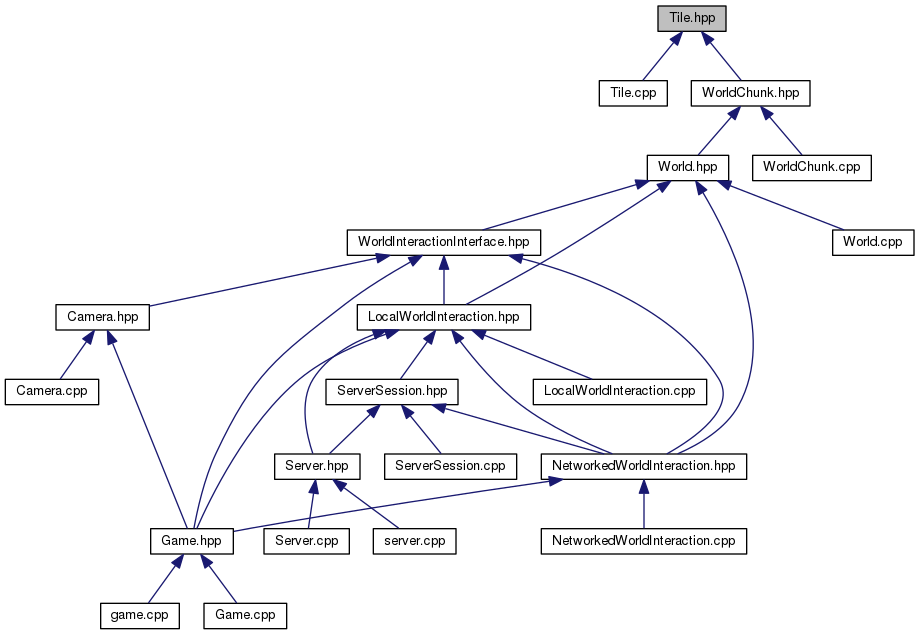 Tile.hpp
Tile.cpp
WorldChunk.hpp
World.hpp
WorldChunk.cpp
WorldInteractionInterface.hpp
World.cpp
Camera.hpp
LocalWorldInteraction.hpp
Camera.cpp
ServerSession.hpp
LocalWorldInteraction.cpp
Server.hpp
ServerSession.cpp
NetworkedWorldInteraction.hpp
Game.hpp
Server.cpp
server.cpp
NetworkedWorldInteraction.cpp
game.cpp
Game.cpp